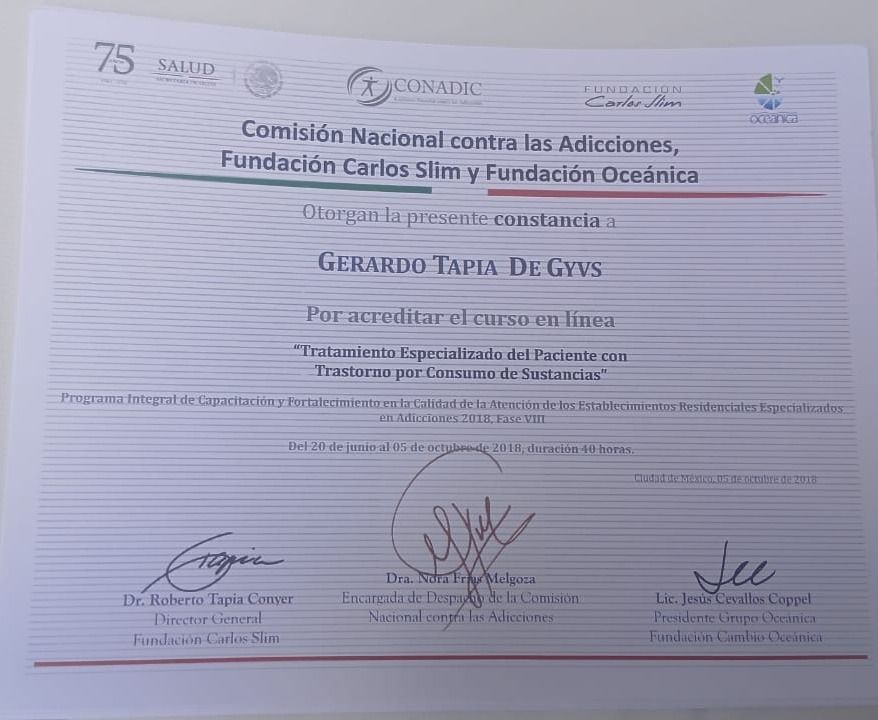 75 SALUD
CONADIC
FUNDACIÓN
Carlos Slim
oceánica
Comisión Nacional contra las Adicciones,
Fundación Carlos Slim y Fundación Oceánica
Otorgan la presente constancia a
GERARDO TAPIA DE GYVS
Por acreditar el curso en línea
“Tratamiento Especializado del Paciente con
Trastorno por Consumo de Sustancias”
Programa Integral de Capacitación y Fortalecimiento en la Calidad de la Atención de los Establecimientos Residenciales Especializados
en Adicciones 2018, Fase VIII
Del 20 de junio al 05 de octubre de 2018, duración 40 horas.
Ciudad de México, 05 de octubre de 2018
Dr. Roberto Tapia Conyer
Director General
Fundación Carlos Slim
Dra. Nora Frías Melgoza
Encargada de Despacho de la Comisión
Nacional contra las Adicciones
Lic. Jesús Cevallos Coppel
Presidente Grupo Oceánica
Fundación Cambio Oceánica